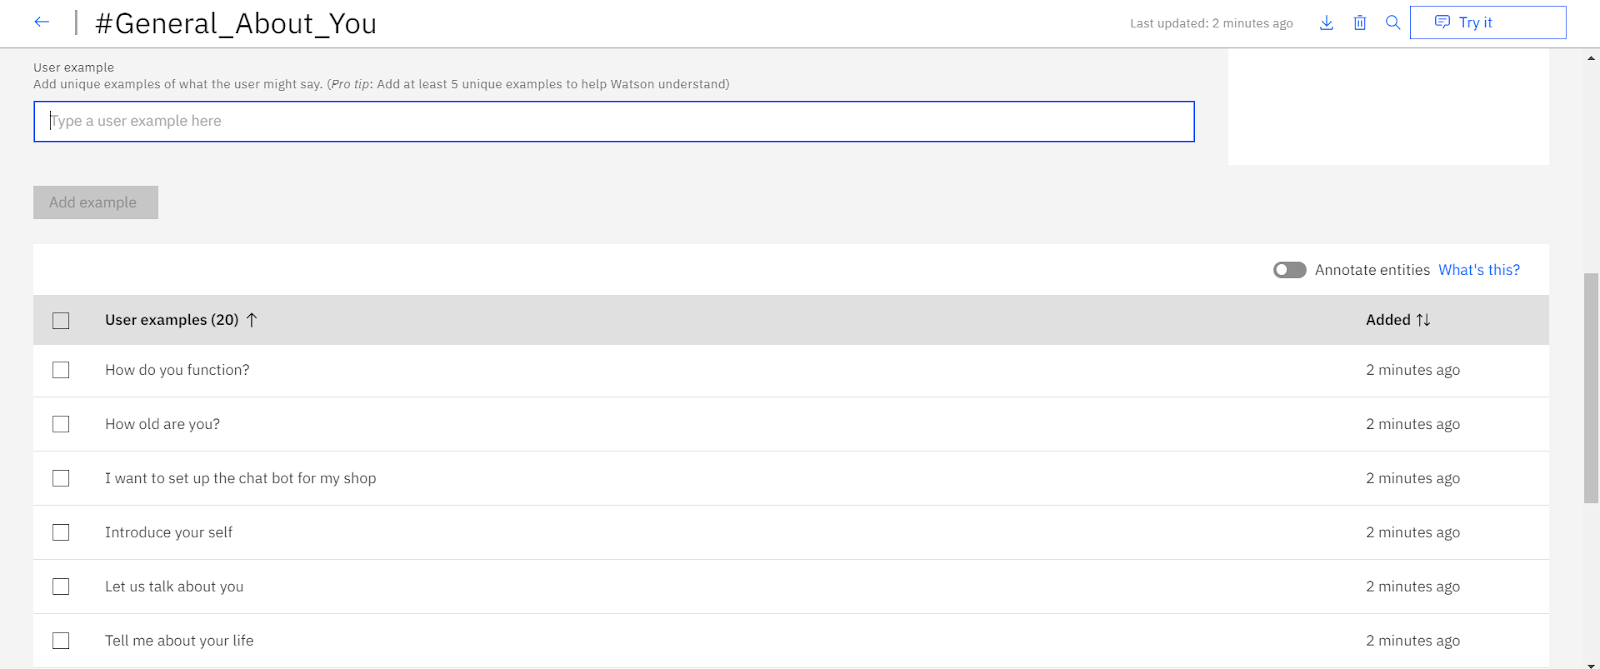 #General_About_You
Last updated: 2 minutes ago
Try it
User example
Add unique examples of what the user might say. (Pro tip: Add at least 5 unique examples to help Watson understand)
Type a user example here
Add example
Annotate entities What's this?
User examples (20) Added
How do you function? 2 minutes ago
How old are you? 2 minutes ago
I want to set up the chat bot for my shop 2 minutes ago
Introduce your self 2 minutes ago
Let us talk about you 2 minutes ago
Tell me about your life 2 minutes ago